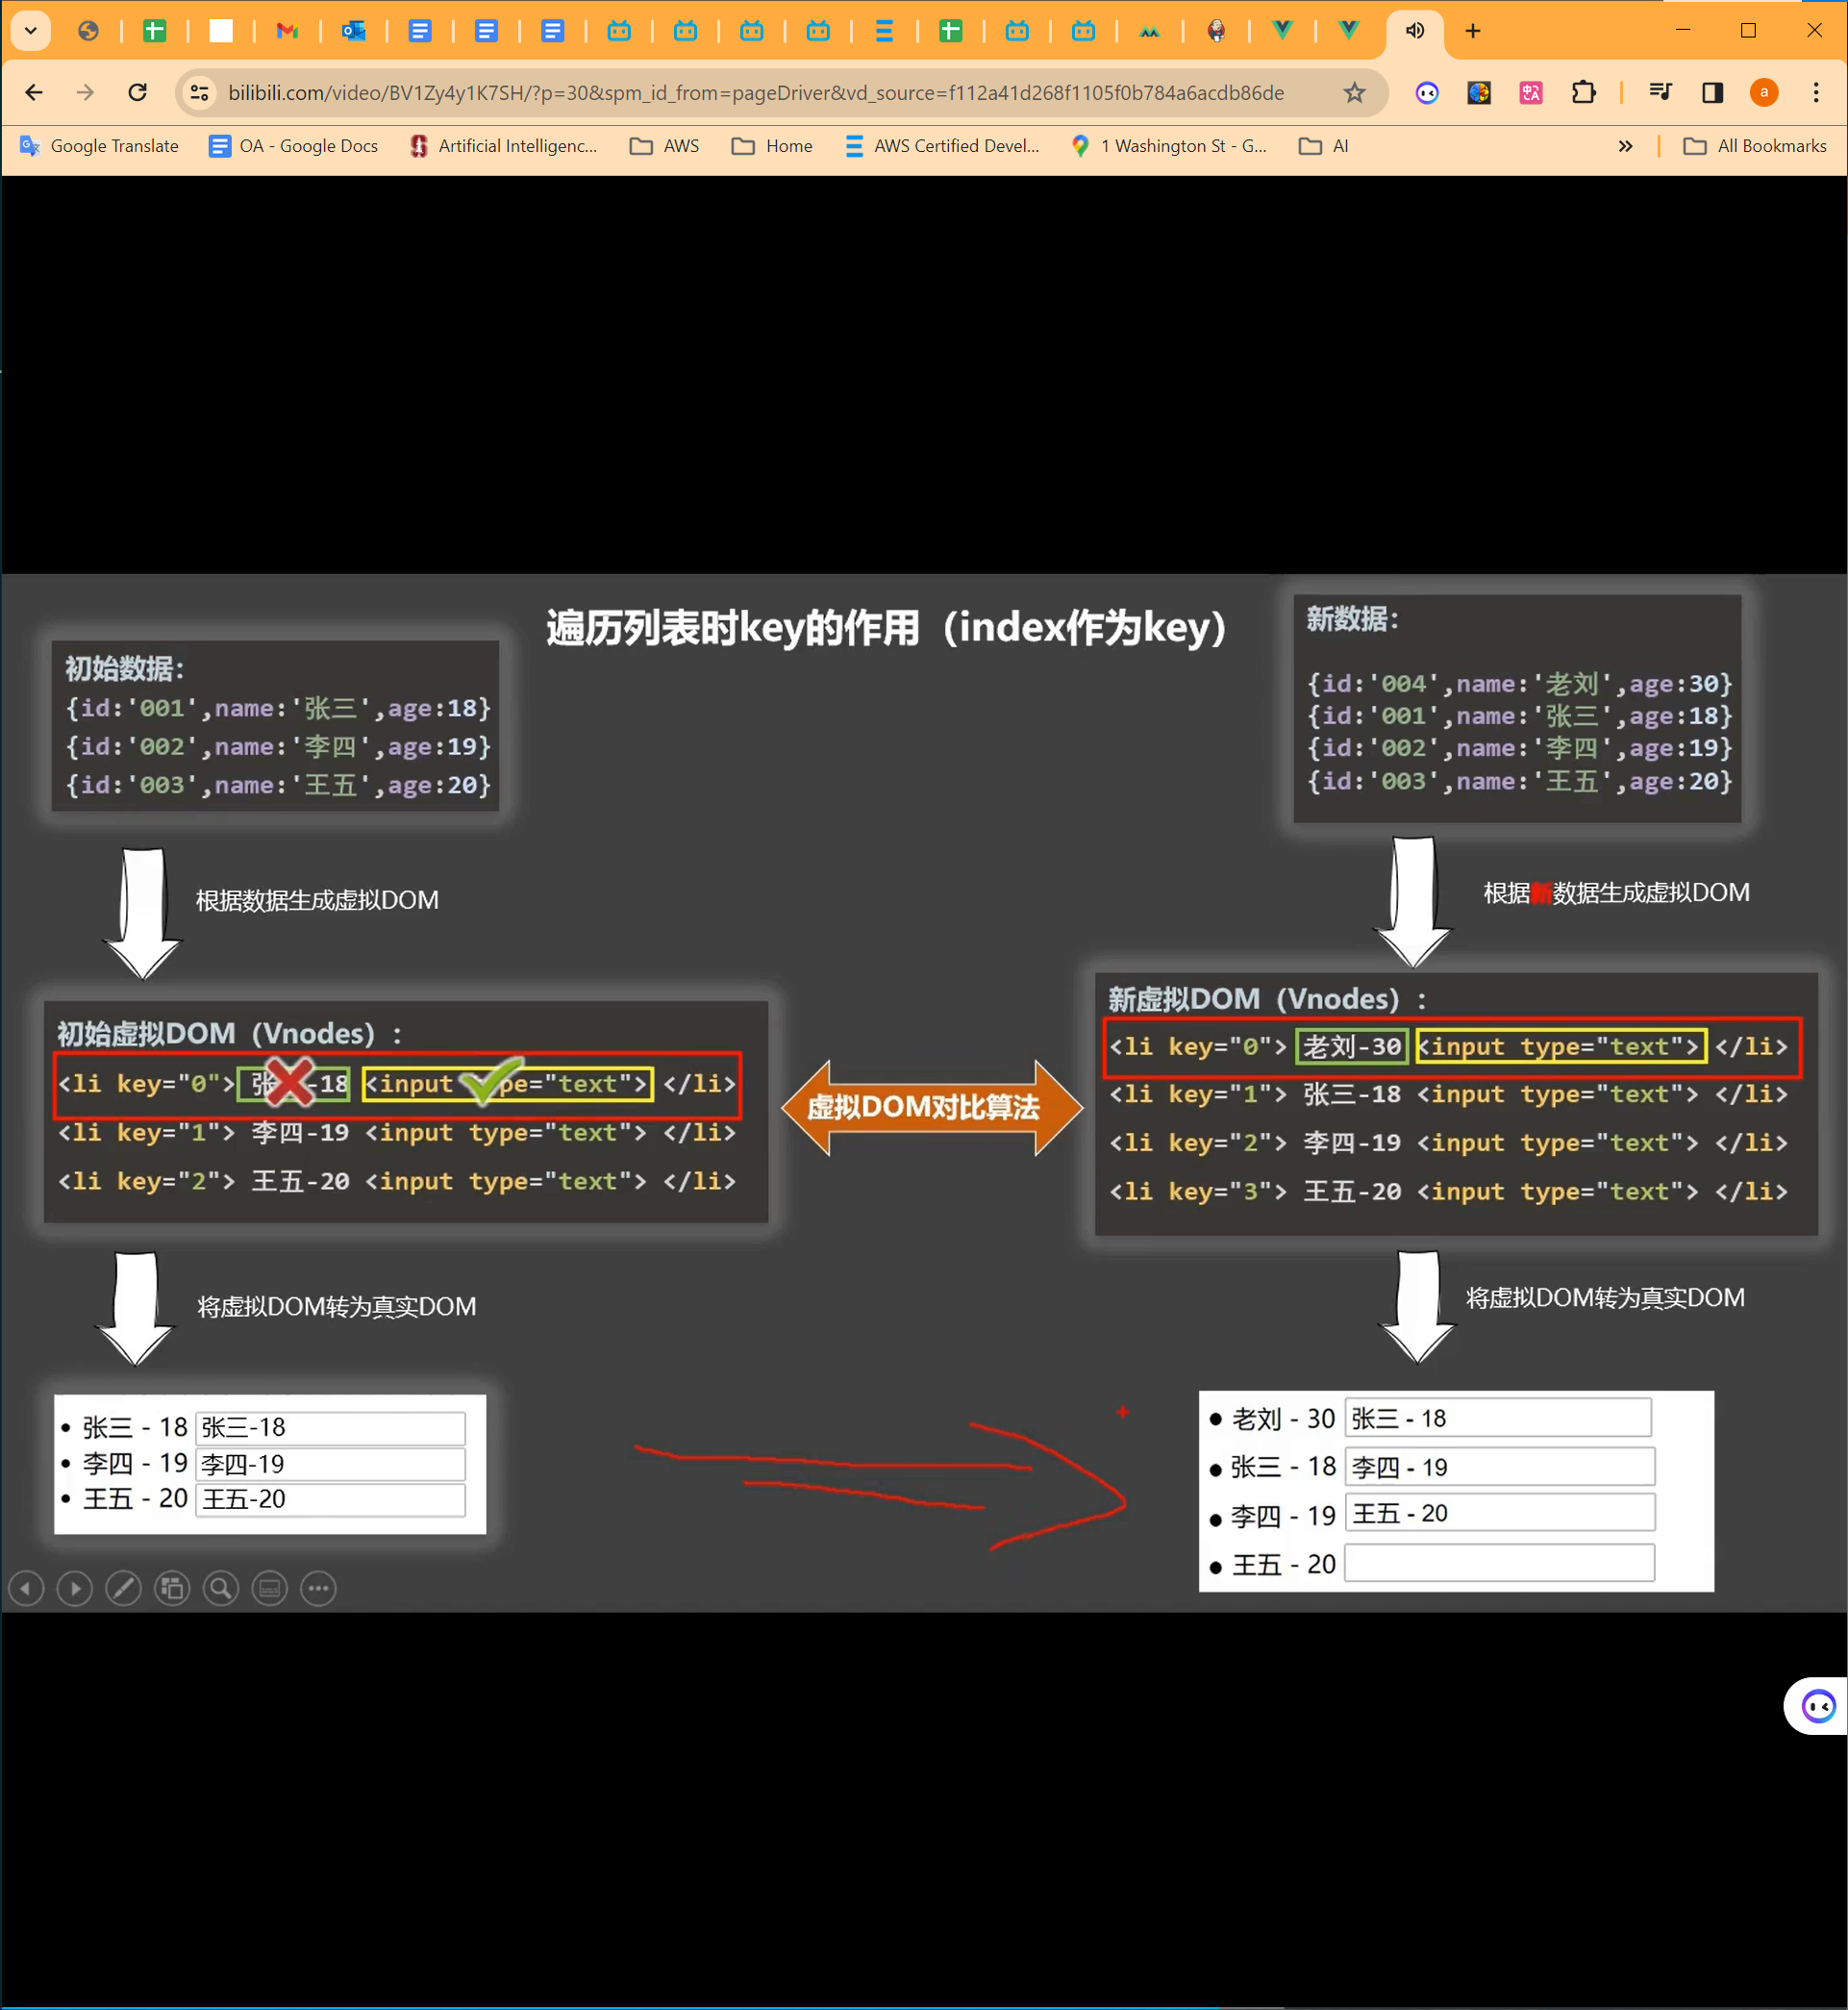 bilibili.com/video/BV1Zy4y1K7SH/?p=30&spm_id_from=pageDriver&vd_source=f112a41d268f1105f0b784a6acdb86de
a
Google Translate
OA - Google Docs
Artificial Intelligenc...
AWS
Home
AWS Certified Devel...
1 Washington St - G...
AI
All Bookmarks
遍历列表时key的作用（index作为key）
初始数据：
{id:'001',name:'张三',age:18}
{id:'002',name:'李四',age:19}
{id:'003',name:'王五',age:20}
新数据：
{id:'004',name:'老刘',age:30}
{id:'001',name:'张三',age:18}
{id:'002',name:'李四',age:19}
{id:'003',name:'王五',age:20}
根据数据生成虚拟DOM
根据新数据生成虚拟DOM
初始虚拟DOM（Vnodes）：
<li key="0"> 张三-18 <input type="text"> </li>
<li key="1"> 李四-19 <input type="text"> </li>
<li key="2"> 王五-20 <input type="text"> </li>
虚拟DOM对比算法
新虚拟DOM（Vnodes）：
<li key="0"> 老刘-30 <input type="text"> </li>
<li key="1"> 张三-18 <input type="text"> </li>
<li key="2"> 李四-19 <input type="text"> </li>
<li key="3"> 王五-20 <input type="text"> </li>
将虚拟DOM转为真实DOM
将虚拟DOM转为真实DOM
• 张三 - 18 张三-18
• 李四 - 19 李四-19
• 王五 - 20 王五-20
• 老刘 - 30 张三 - 18
• 张三 - 18 李四 - 19
• 李四 - 19 王五 - 20
• 王五 - 20